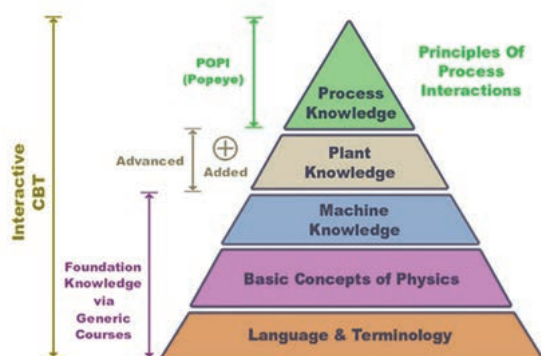 POPI
(Popeye)
Principles Of
Process
Interactions
Process
Knowledge
Advanced
Added
Plant
Knowledge
Interactive
CBT
Machine
Knowledge
Foundation
Knowledge
via
Generic
Courses
Basic Concepts of Physics
Language & Terminology